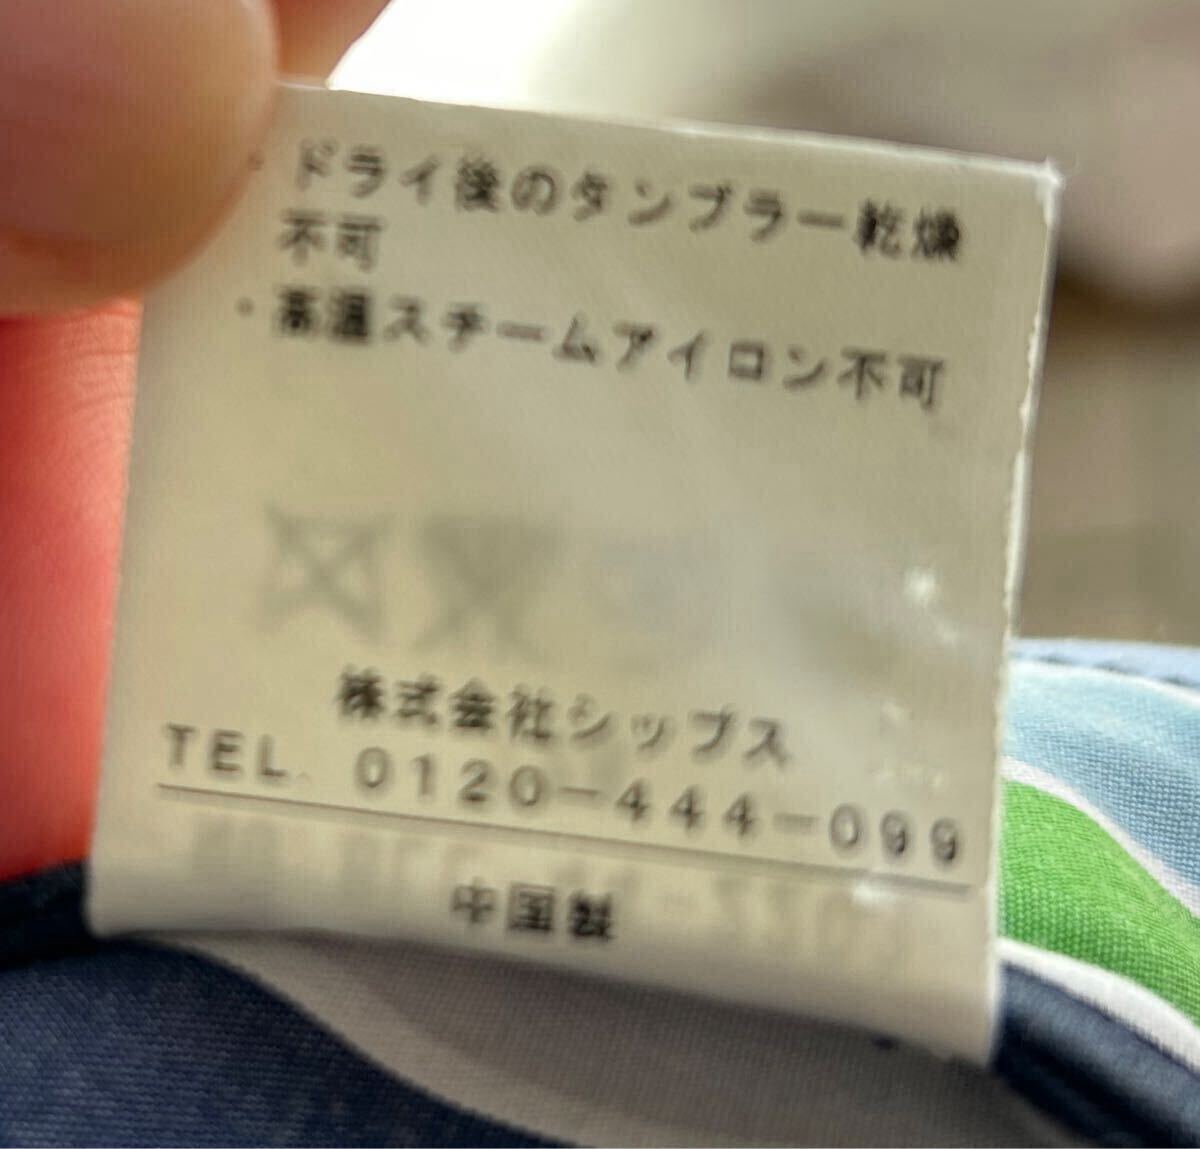 ・ドライ後のタンブラー乾燥
不可
・高温スチームアイロン不可
株式会社シップス
TEL. 0120-444-099
中国製